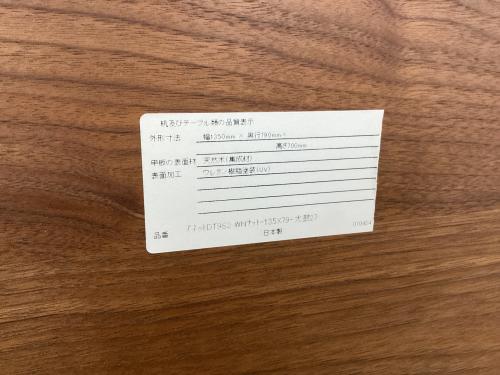 机及びテーブル類の品質表示
外形寸法 幅1350mm × 奥行790mm×
高さ700mm
甲板の表面材 天然木(集成材)
表面加工 ウレタン樹脂塗装(UV)
品番 135×79-
日本製